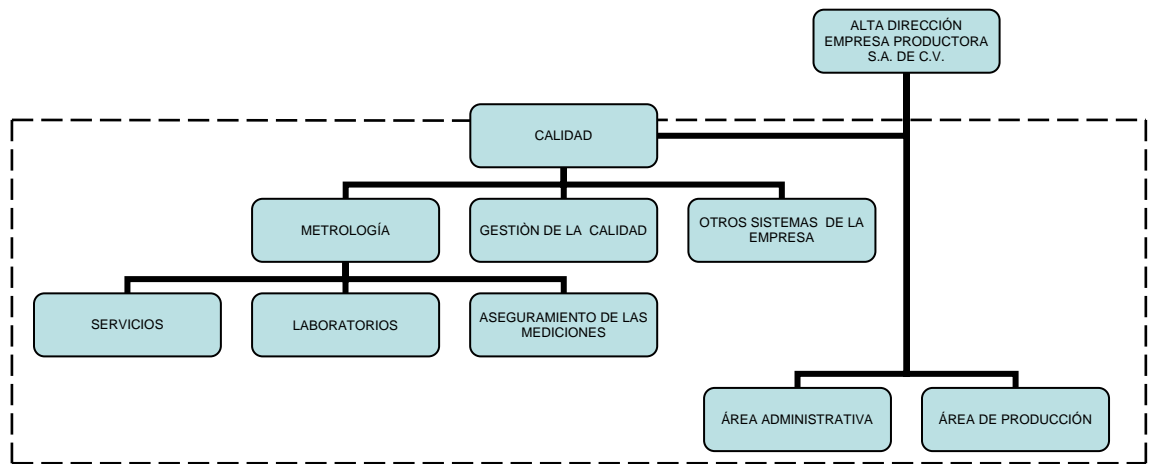 ALTA DIRECCIÓN
EMPRESA PRODUCTORA
S.A. DE C.V.
CALIDAD
METROLOGÍA
GESTIÒN DE LA CALIDAD
OTROS SISTEMAS DE LA
EMPRESA
SERVICIOS
LABORATORIOS
ASEGURAMIENTO DE LAS
MEDICIONES
ÁREA ADMINISTRATIVA
ÁREA DE PRODUCCIÓN